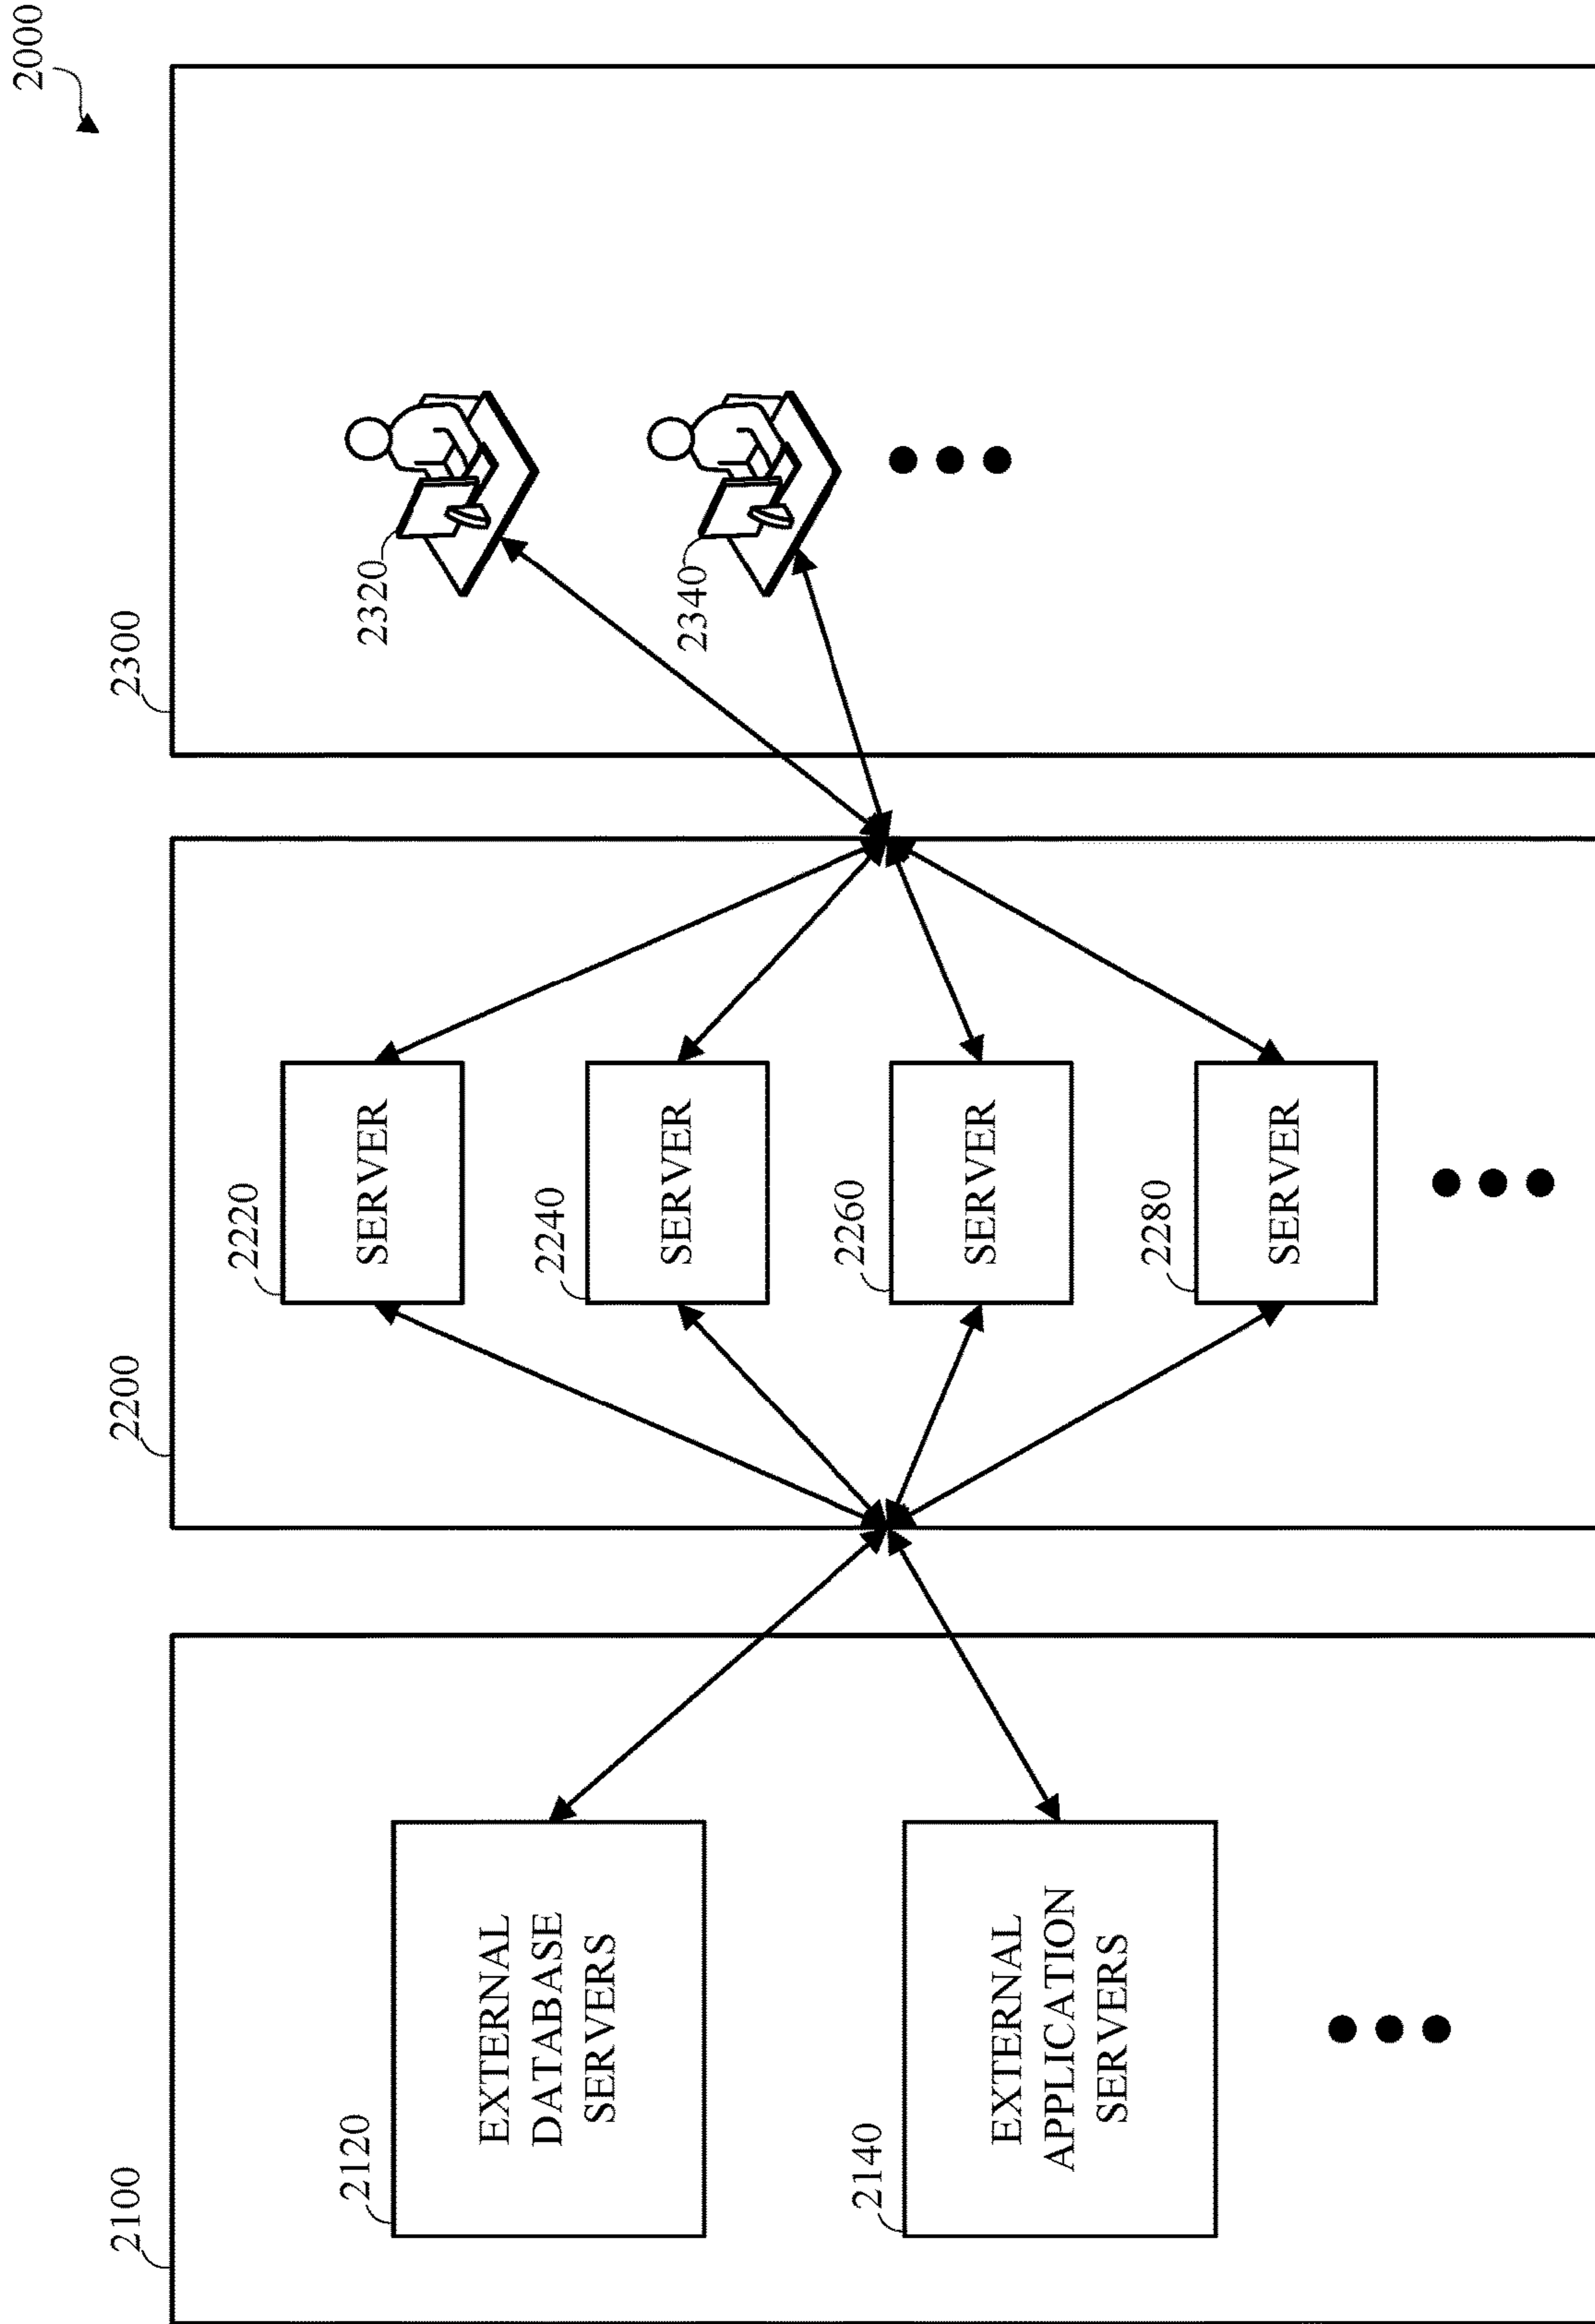 2000
2100
2200
2300
2120
EXTERNAL
DATABASE
SERVERS
2140
EXTERNAL
APPLICATION
SERVERS
2220
SERVER
2240
SERVER
2260
SERVER
2280
SERVER
2320
2340